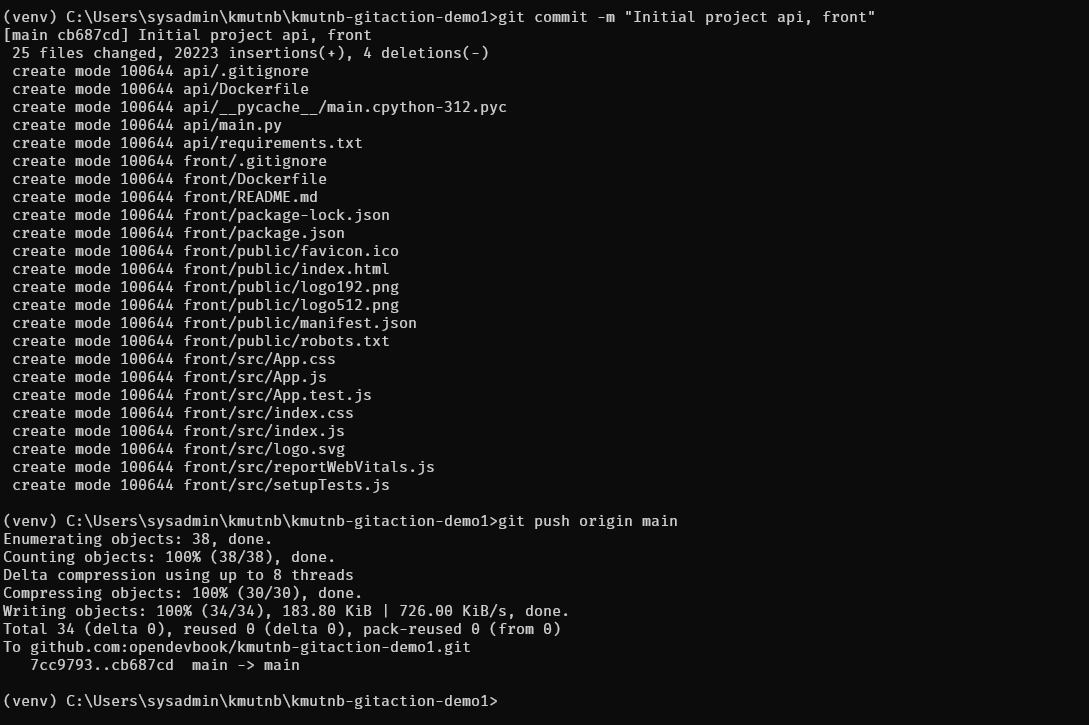 (venv) C:\Users\sysadmin\kmutnb\kmutnb-gitaction-demo1>git commit -m "Initial project api, front"
[main cb687cd] Initial project api, front
 25 files changed, 20223 insertions(+), 4 deletions(-)
 create mode 100644 api/.gitignore
 create mode 100644 api/Dockerfile
 create mode 100644 api/__pycache__/main.cpython-312.pyc
 create mode 100644 api/main.py
 create mode 100644 api/requirements.txt
 create mode 100644 front/.gitignore
 create mode 100644 front/Dockerfile
 create mode 100644 front/README.md
 create mode 100644 front/package-lock.json
 create mode 100644 front/package.json
 create mode 100644 front/public/favicon.ico
 create mode 100644 front/public/index.html
 create mode 100644 front/public/logo192.png
 create mode 100644 front/public/logo512.png
 create mode 100644 front/public/manifest.json
 create mode 100644 front/public/robots.txt
 create mode 100644 front/src/App.css
 create mode 100644 front/src/App.js
 create mode 100644 front/src/App.test.js
 create mode 100644 front/src/index.css
 create mode 100644 front/src/index.js
 create mode 100644 front/src/logo.svg
 create mode 100644 front/src/reportWebVitals.js
 create mode 100644 front/src/setupTests.js

(venv) C:\Users\sysadmin\kmutnb\kmutnb-gitaction-demo1>git push origin main
Enumerating objects: 38, done.
Counting objects: 100% (38/38), done.
Delta compression using up to 8 threads
Compressing objects: 100% (30/30), done.
Writing objects: 100% (34/34), 183.80 KiB | 726.00 KiB/s, done.
Total 34 (delta 0), reused 0 (delta 0), pack-reused 0 (from 0)
To github.com:opendevbook/kmutnb-gitaction-demo1.git
   7cc9793..cb687cd  main -> main

(venv) C:\Users\sysadmin\kmutnb\kmutnb-gitaction-demo1>